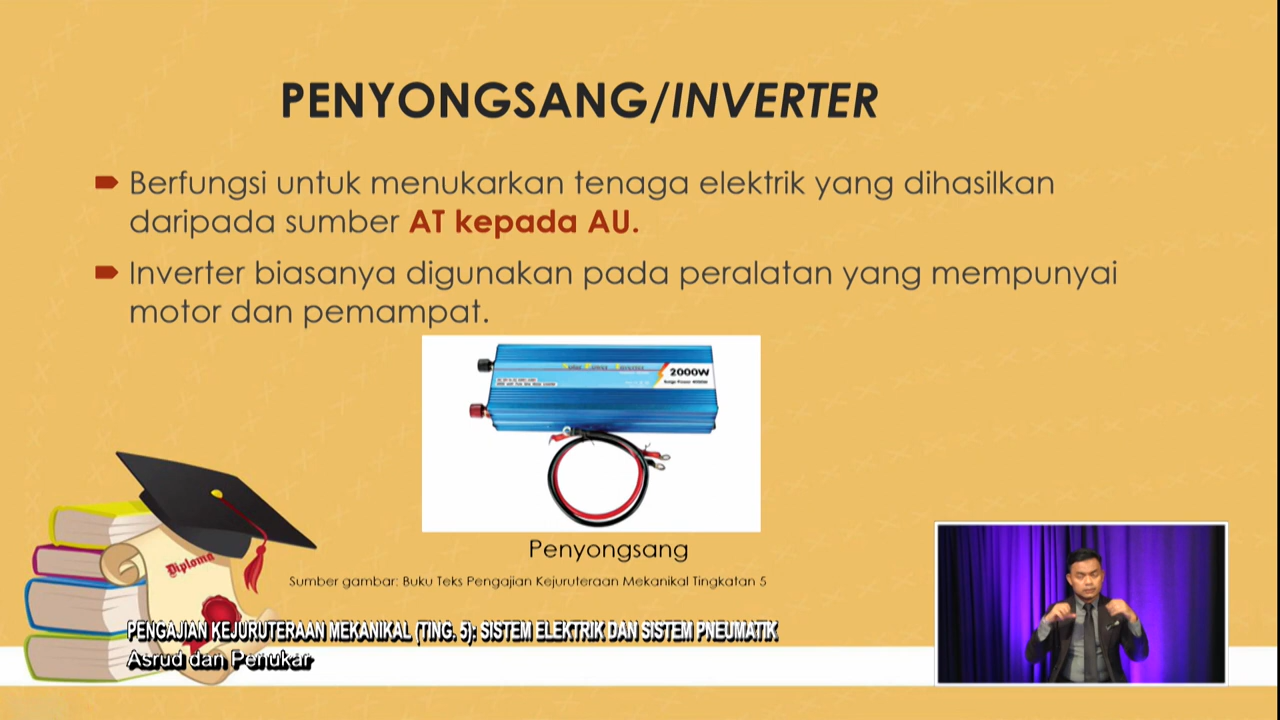 PENYONGSANG/INVERTER
Berfungsi untuk menukarkan tenaga elektrik yang dihasilkan
daripada sumber AT kepada AU.
Inverter biasanya digunakan pada peralatan yang mempunyai
motor dan pemampat.
2000W
Penyongsang
Sumber gambar: Buku Teks Pengajian Kejuruteraan Mekanikal Tingkatan 5
Diploma
PENGAJIAN KEJURUTERAAN MEKANIKAL (TING. 5): SISTEM ELEKTRIK DAN SISTEM PNEUMATIK
Asrud dan Penukar